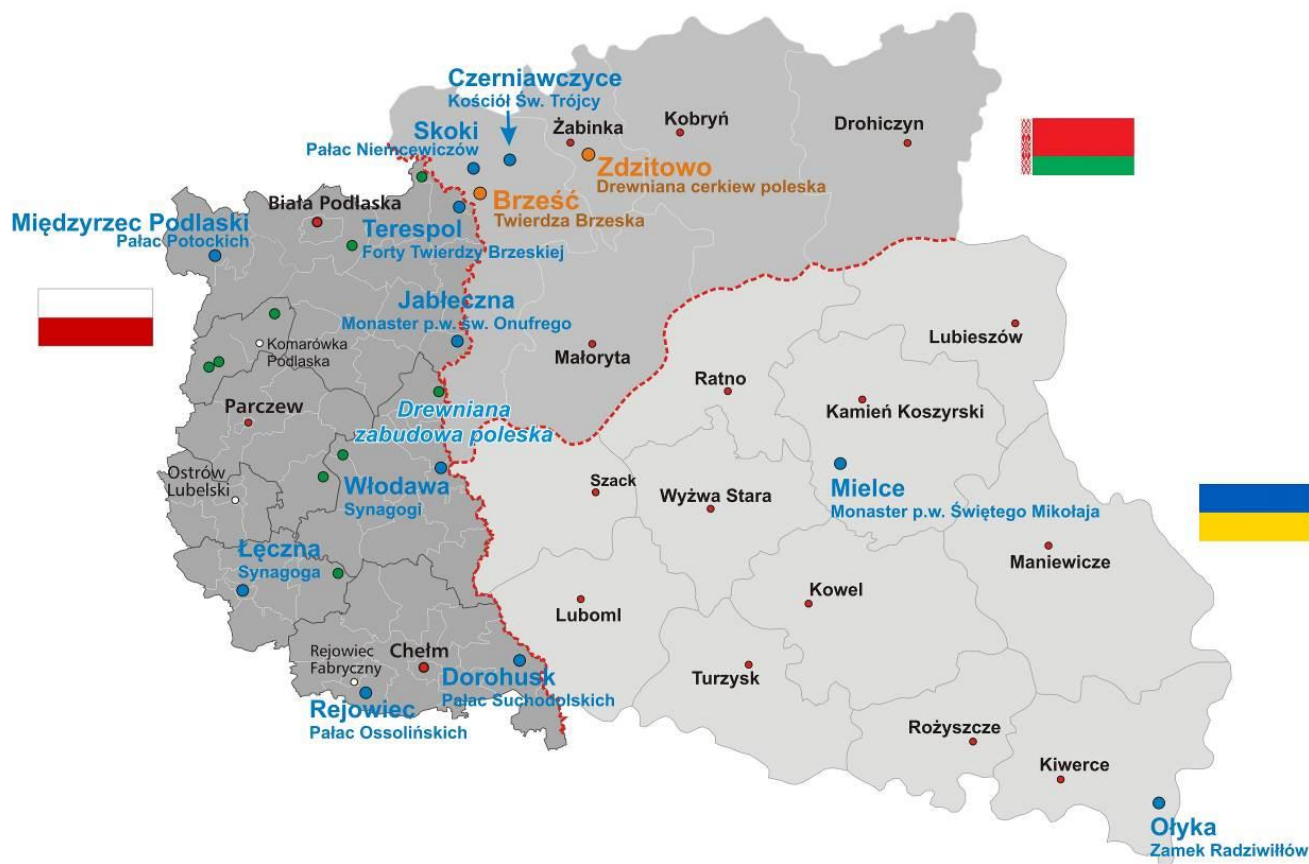 Czerniawczyce
Kościół Św. Trójcy
Skoki
Pałac Niemcewiczów
Żabinka
Kobryń
Drohiczyn
Zdzitowo
Drewniana cerkiew poleska
Brześć
Twierdza Brzeska
Biała Podlaska
Międzyrzec Podlaski
Pałac Potockich
Terespol
Forty Twierdzy Brzeskiej
Jabłeczna
Monaster p.w. św. Onufrego
Komarówka
Podlaska
Małoryta
Lubieszów
Ratno
Kamień Koszyrski
Parczew
Drewniana
zabudowa poleska
Ostrów
Lubelski
Włodawa
Synagogi
Szack
Wyżwa Stara
Mielce
Monaster p.w. Świętego Mikołaja
Łęczna
Synagoga
Maniewicze
Luboml
Kowel
Rejowiec
Fabryczny
Chełm
Dorohusk
Pałac Suchodolskich
Turzysk
Rejowiec
Pałac Ossolińskich
Rożyszcze
Kiwerce
Ołyka
Zamek Radziwiłłów